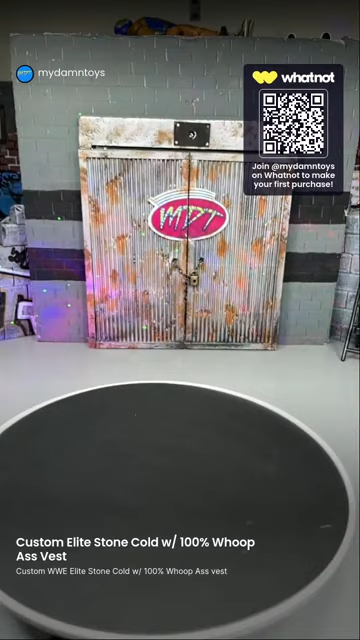 mydamntoys
whatnot
Join @mydamntoys
on Whatnot to make
your first purchase!
MDT
Custom Elite Stone Cold w/ 100% Whoop
Ass Vest
Custom WWE Elite Stone Cold w/ 100% Whoop Ass vest